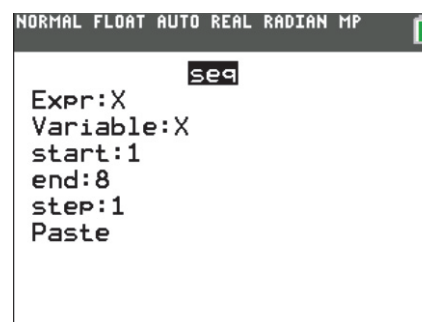 NORMAL FLOAT AUTO REAL RADIAN MP
seq
Expr:X
Variable:X
start:1
end:8
step:1
Paste